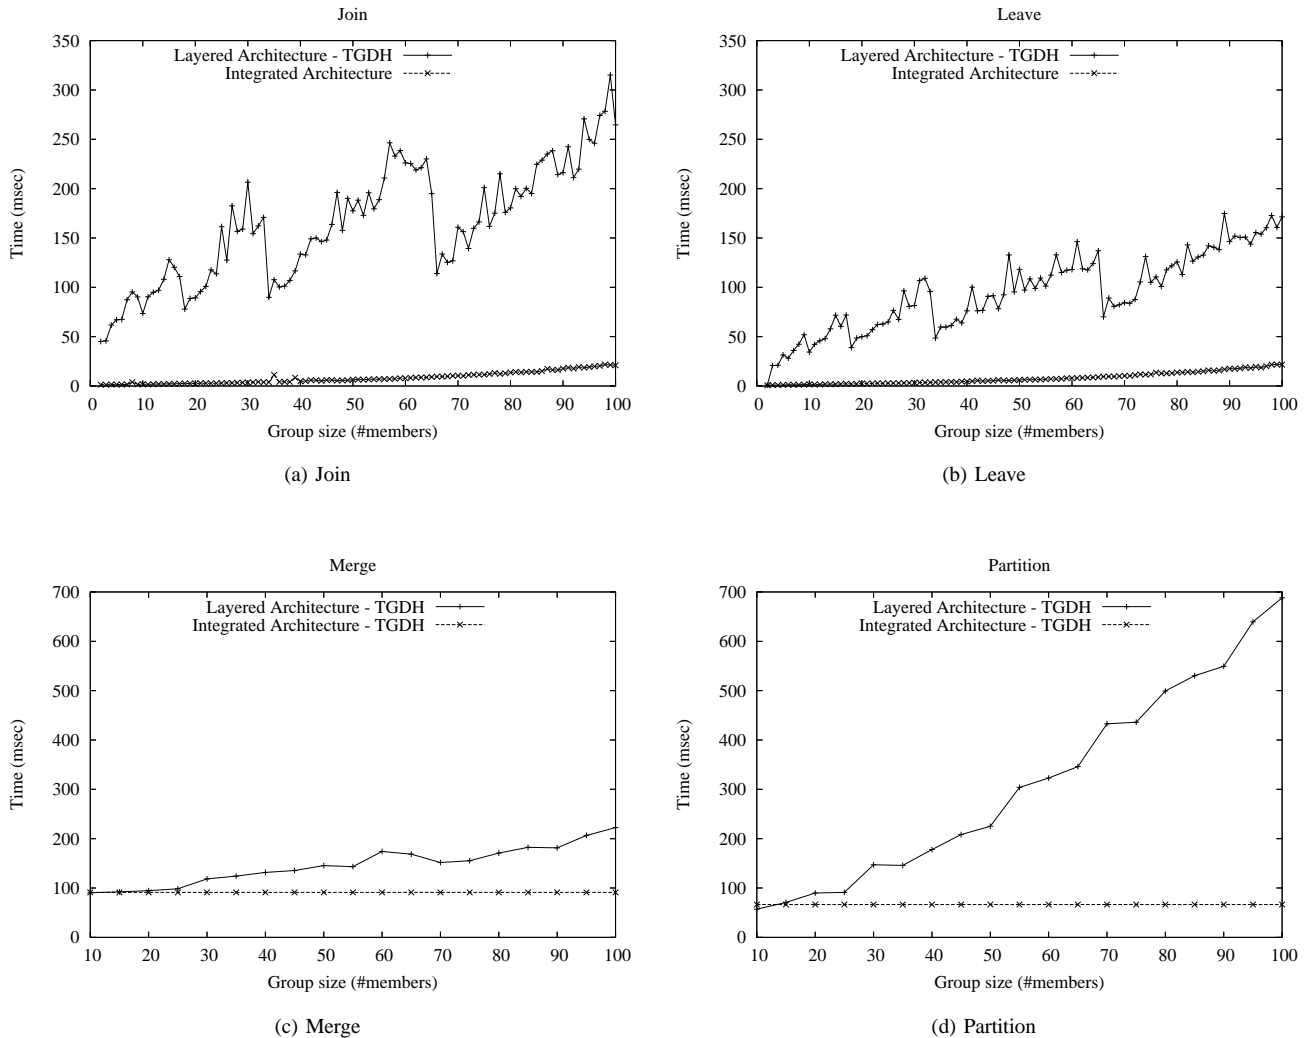 Join
Layered Architecture - TGDH
Integrated Architecture
350
300
250
200
150
100
50
0
Time (msec)
0 10 20 30 40 50 60 70 80 90 100
Group size (#members)
(a) Join
Leave
Layered Architecture - TGDH
Integrated Architecture
350
300
250
200
150
100
50
0
Time (msec)
0 10 20 30 40 50 60 70 80 90 100
Group size (#members)
(b) Leave
Merge
Layered Architecture - TGDH
Integrated Architecture - TGDH
700
600
500
400
300
200
100
0
Time (msec)
10 20 30 40 50 60 70 80 90 100
Group size (#members)
(c) Merge
Partition
Layered Architecture - TGDH
Integrated Architecture - TGDH
700
600
500
400
300
200
100
0
Time (msec)
10 20 30 40 50 60 70 80 90 100
Group size (#members)
(d) Partition